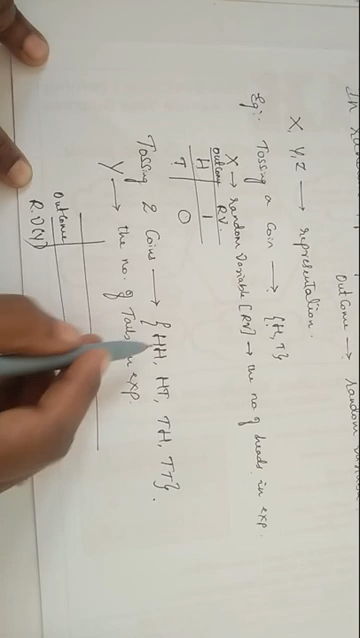 Outcome → random
X, Y, Z → representation.
Eg:- Tossing a coin → {H, T}
X → random variable [RV] → the no. of heads in exp.
Outcome RV.
H 1
T 0
Tossing 2 coins → {HH, HT, TH, TT}.
Y → the no. of Tails in exp.
Outcome
R.V(Y)